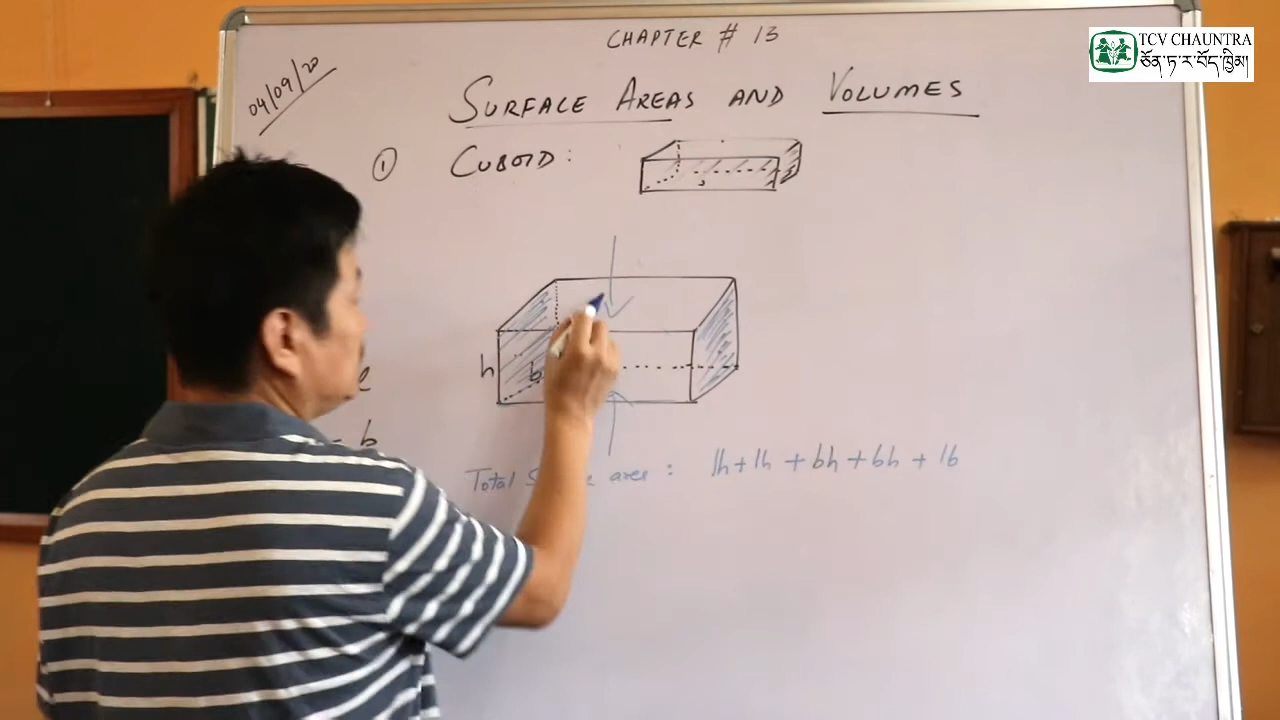 TCV CHAUNTRA
ཅོན་ཏ་ར་བོད་ཁྱིམ།
CHAPTER # 13
04/09/20
SURFACE AREAS AND VOLUMES
① CUBOID:
h
b
b
Total area : lh + lh + bh + bh + lb